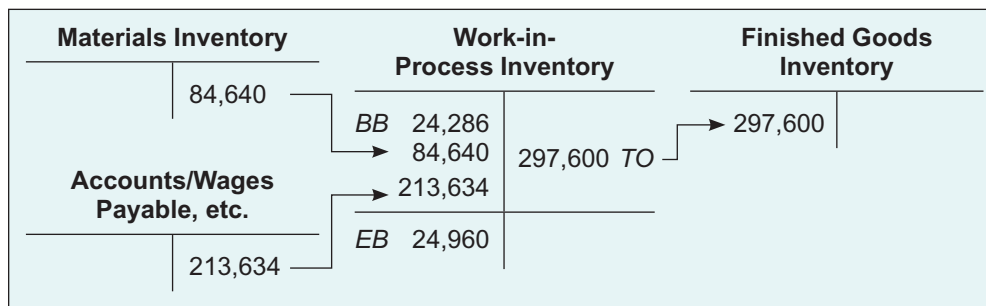 Materials Inventory
84,640
Accounts/Wages
Payable, etc.
213,634
Work-in-
Process Inventory
BB 24,286
84,640
213,634
297,600 TO
EB 24,960
Finished Goods
Inventory
297,600